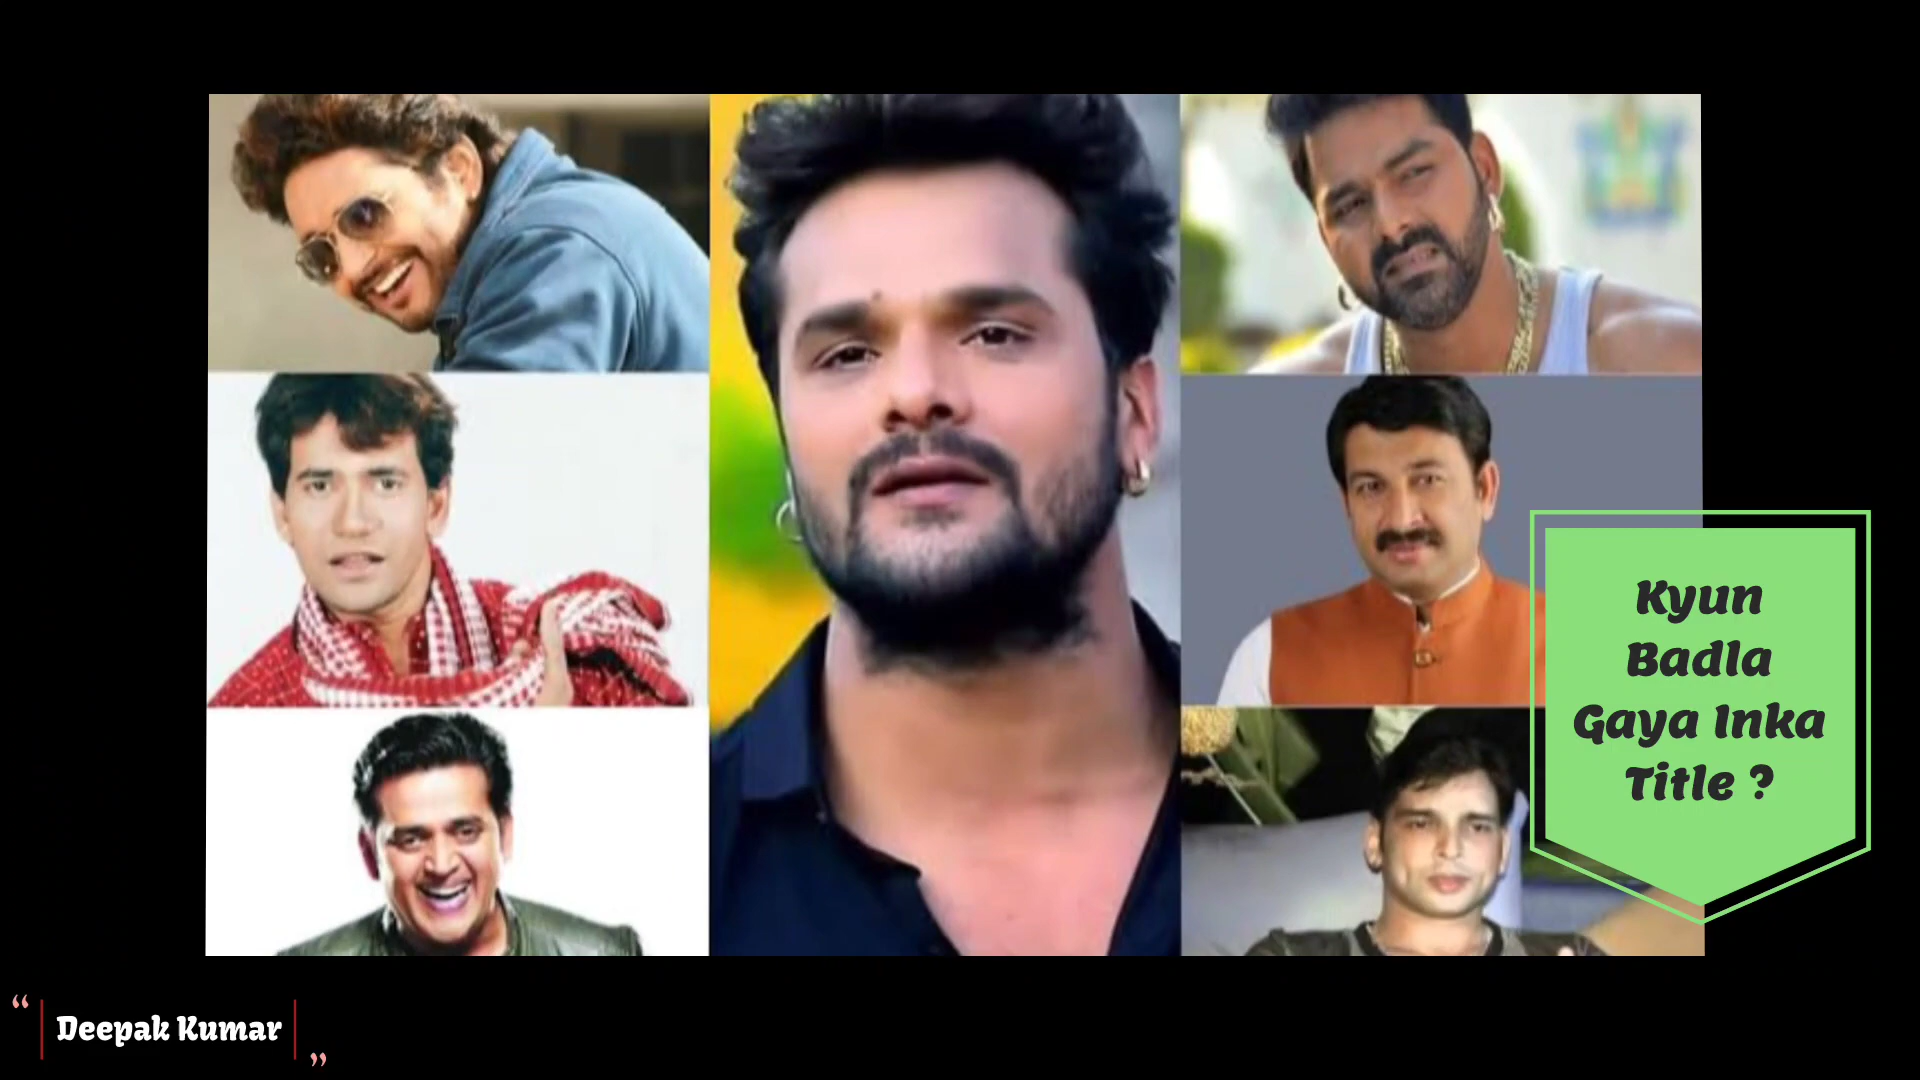 Kyun
Badla
Gaya Inka
Title ?
“ Deepak Kumar ”